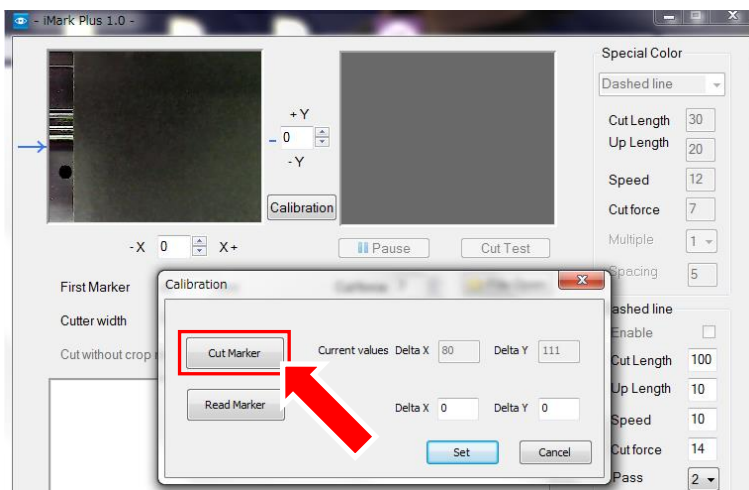 - iMark Plus 1.0 -
Special Color
Dashed line
+ Y
0
- Y
Calibration
Cut Length 30
Up Length 20
Speed 12
Cut force 7
Multiple 1
Spacing 5
- X 0 X +
Pause
Cut Test
First Marker
Cutter width
Cut without crop
Calibration
X
Cut Marker
Current values Delta X 80 Delta Y 111
Read Marker
Delta X 0 Delta Y 0
Set
Cancel
ashed line
Enable
Cut Length 100
Up Length 10
Speed 10
Cut force 14
Pass 2